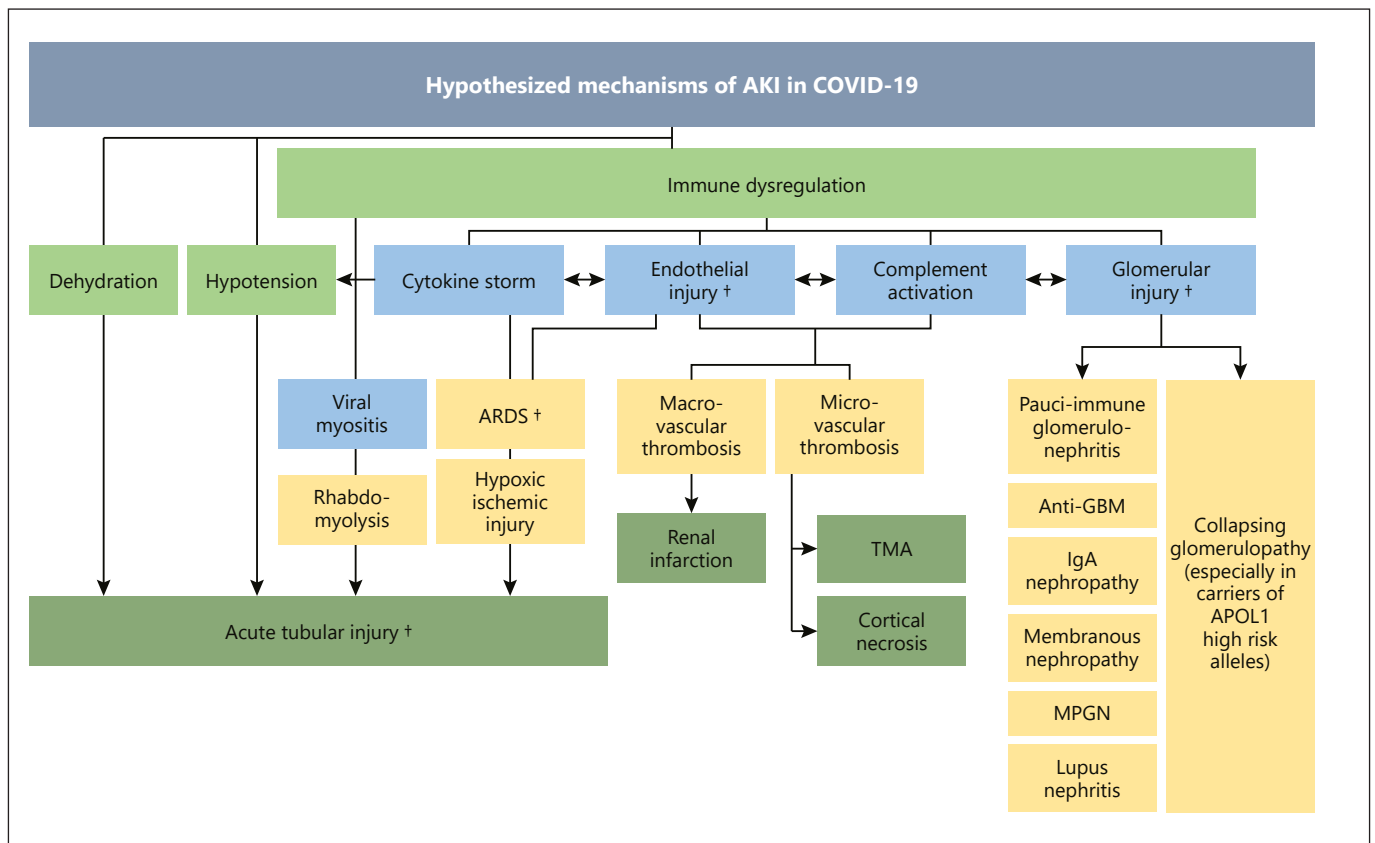 Hypothesized mechanisms of AKI in COVID-19
Immune dysregulation
Dehydration
Hypotension
Cytokine storm
Endothelial
injury †
Complement
activation
Glomerular
injury †
Viral
myositis
ARDS †
Macro-
vascular
thrombosis
Micro-
vascular
thrombosis
Pauci-immune
glomerulo-
nephritis
Rhabdo-
myolysis
Hypoxic
ischemic
injury
Renal
infarction
TMA
Cortical
necrosis
Acute tubular injury †
Anti-GBM
IgA
nephropathy
Membranous
nephropathy
MPGN
Lupus
nephritis
Collapsing
glomerulopathy
(especially in
carriers of
APOL1
high risk
alleles)